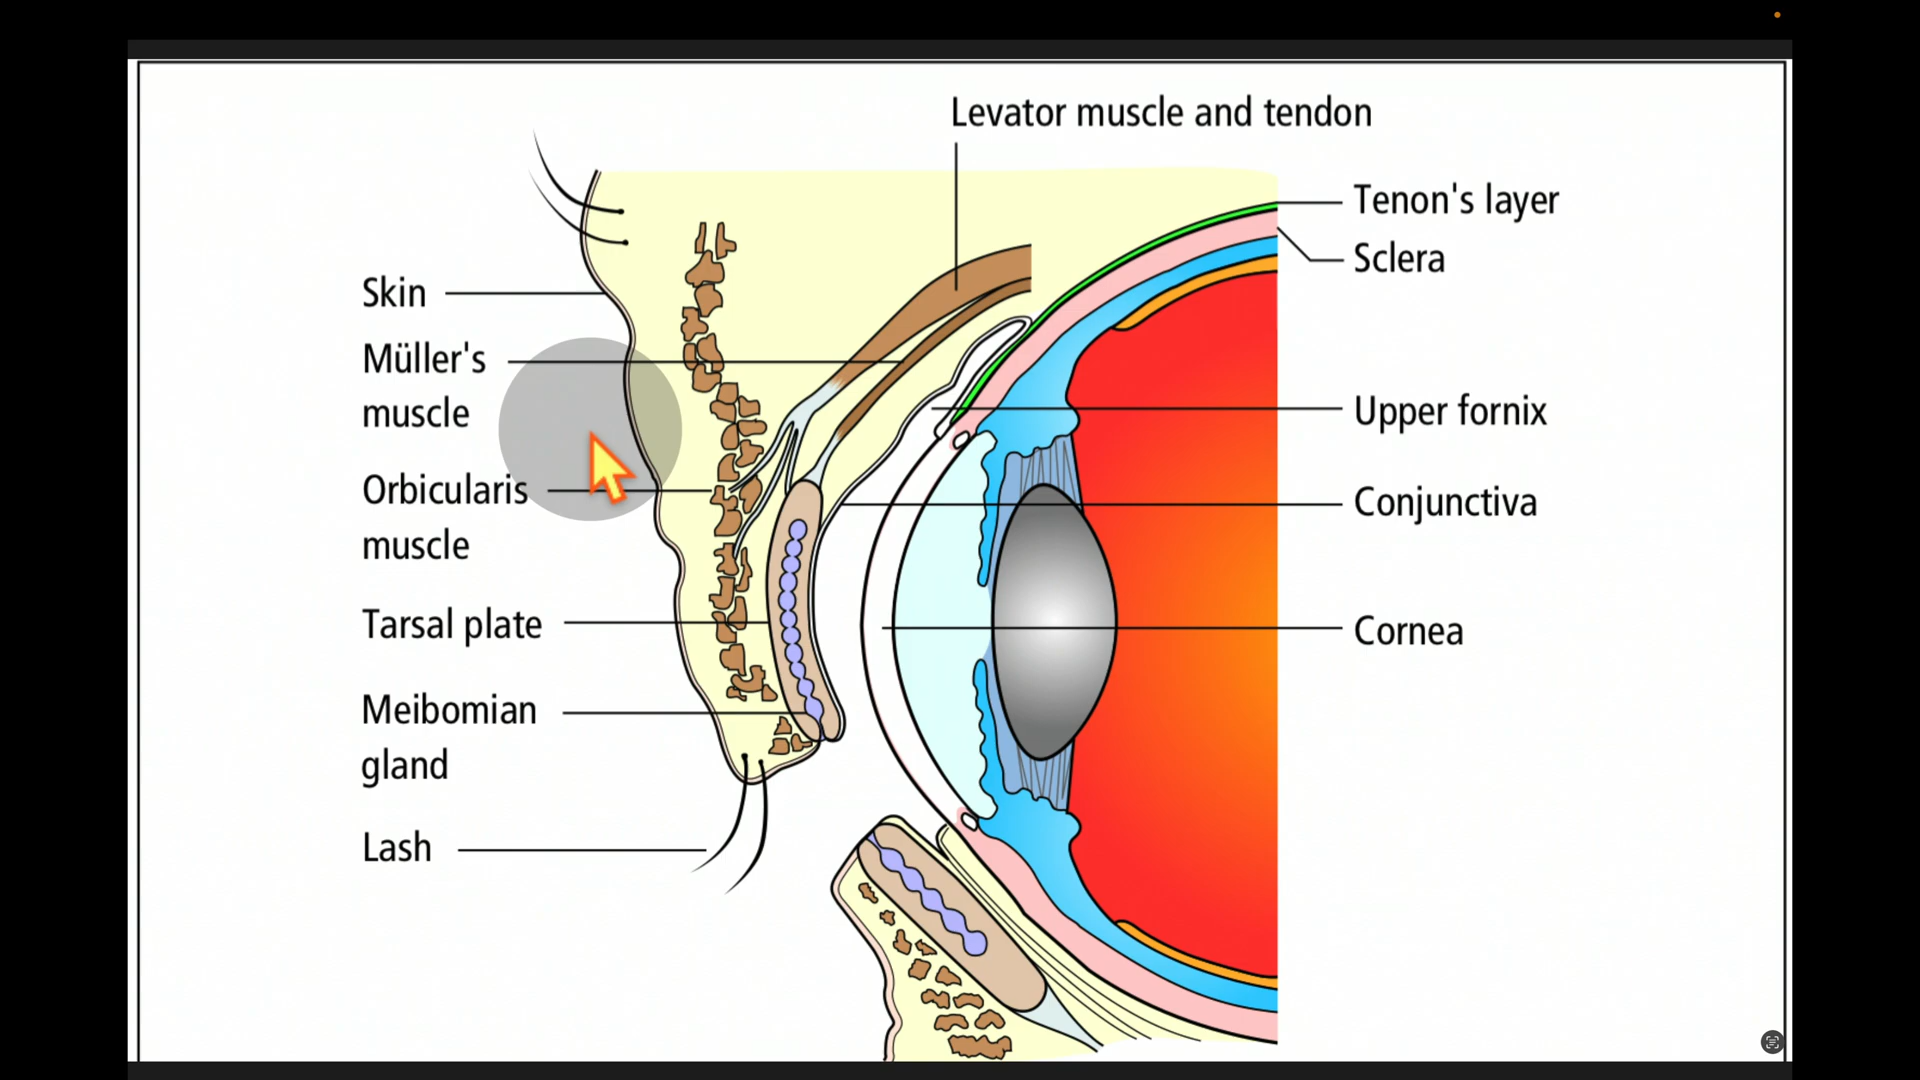 Levator muscle and tendon
Tenon's layer
Sclera
Skin
Müller's
muscle
Upper fornix
Orbicularis
muscle
Conjunctiva
Tarsal plate
Cornea
Meibomian
gland
Lash